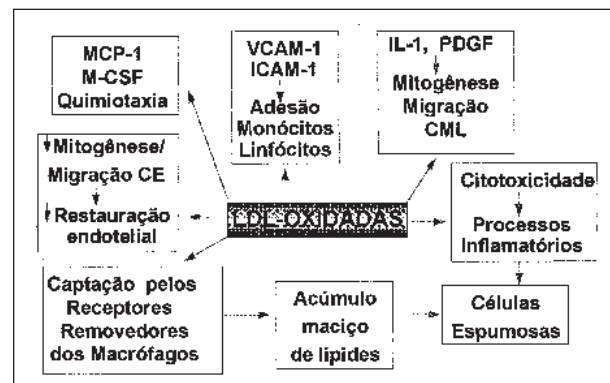 MCP-1
M-CSF
Quimiotaxia
VCAM-1
ICAM-1
Adesão
Monócitos
Linfócitos
IL-1, PDGF
Mitogênese
Migração
CML
Mitogênese/
Migração CE
Restauração
endotelial
LDL-OXIDADAS
Citotoxicidade
Processos
Inflamatórios
Captação pelos
Receptores
Removedores
dos Macrófagos
Acúmulo
maciço
de lípides
Células
Espumosas